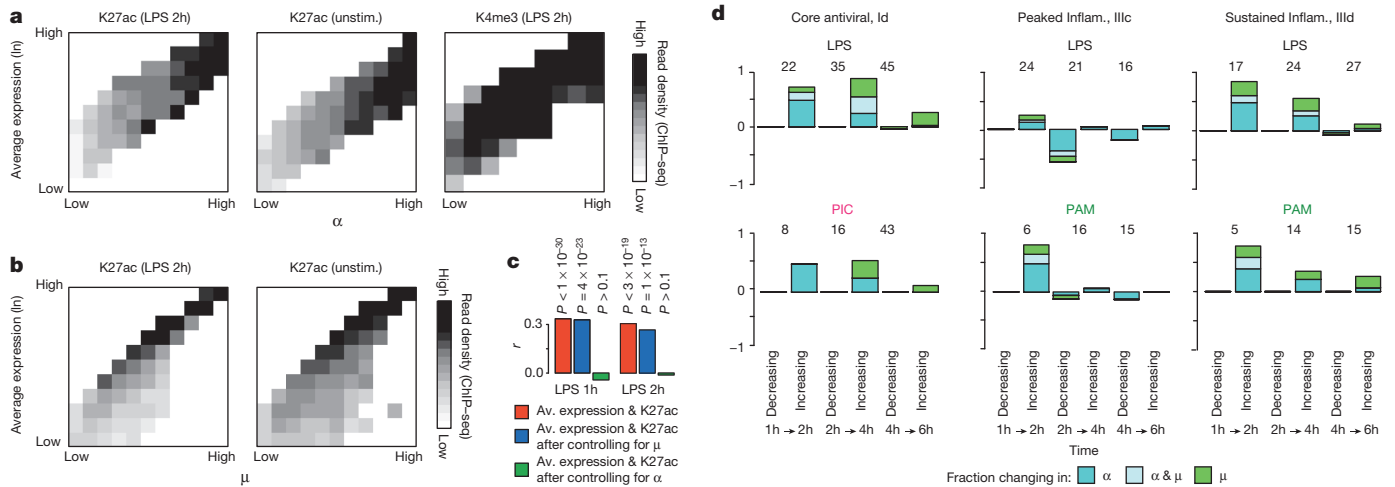 a
K27ac (LPS 2h)
K27ac (unstim.)
K4me3 (LPS 2h)
High
Average expression (ln)
Low
Low
High
Low
High
Low
High
α
High
Read density (ChIP–seq)
Low
b
K27ac (LPS 2h)
K27ac (unstim.)
High
Average expression (ln)
Low
Low
High
Low
High
μ
High
Read density (ChIP–seq)
Low
c
P < 1 × 10–30
P = 4 × 10–23
P > 0.1
P < 3 × 10–19
P = 1 × 10–13
P > 0.1
0.3
r
0.0
LPS 1h
LPS 2h
Av. expression & K27ac
Av. expression & K27ac
after controlling for μ
Av. expression & K27ac
after controlling for α
d
Core antiviral, Id
Peaked Inflam., IIIc
Sustained Inflam., IIId
LPS
LPS
LPS
22 35 45
24 21 16
17 24 27
1
0
–1
PIC
PAM
PAM
8 16 43
6 16 15
5 14 15
1
0
–1
Decreasing
Increasing
Decreasing
Increasing
Decreasing
Increasing
Decreasing
Increasing
Decreasing
Increasing
Decreasing
Increasing
Decreasing
Increasing
Decreasing
Increasing
Decreasing
Increasing
1h → 2h 2h → 4h 4h → 6h
1h → 2h 2h → 4h 4h → 6h
1h → 2h 2h → 4h 4h → 6h
Time
Fraction changing in: α α & μ μ